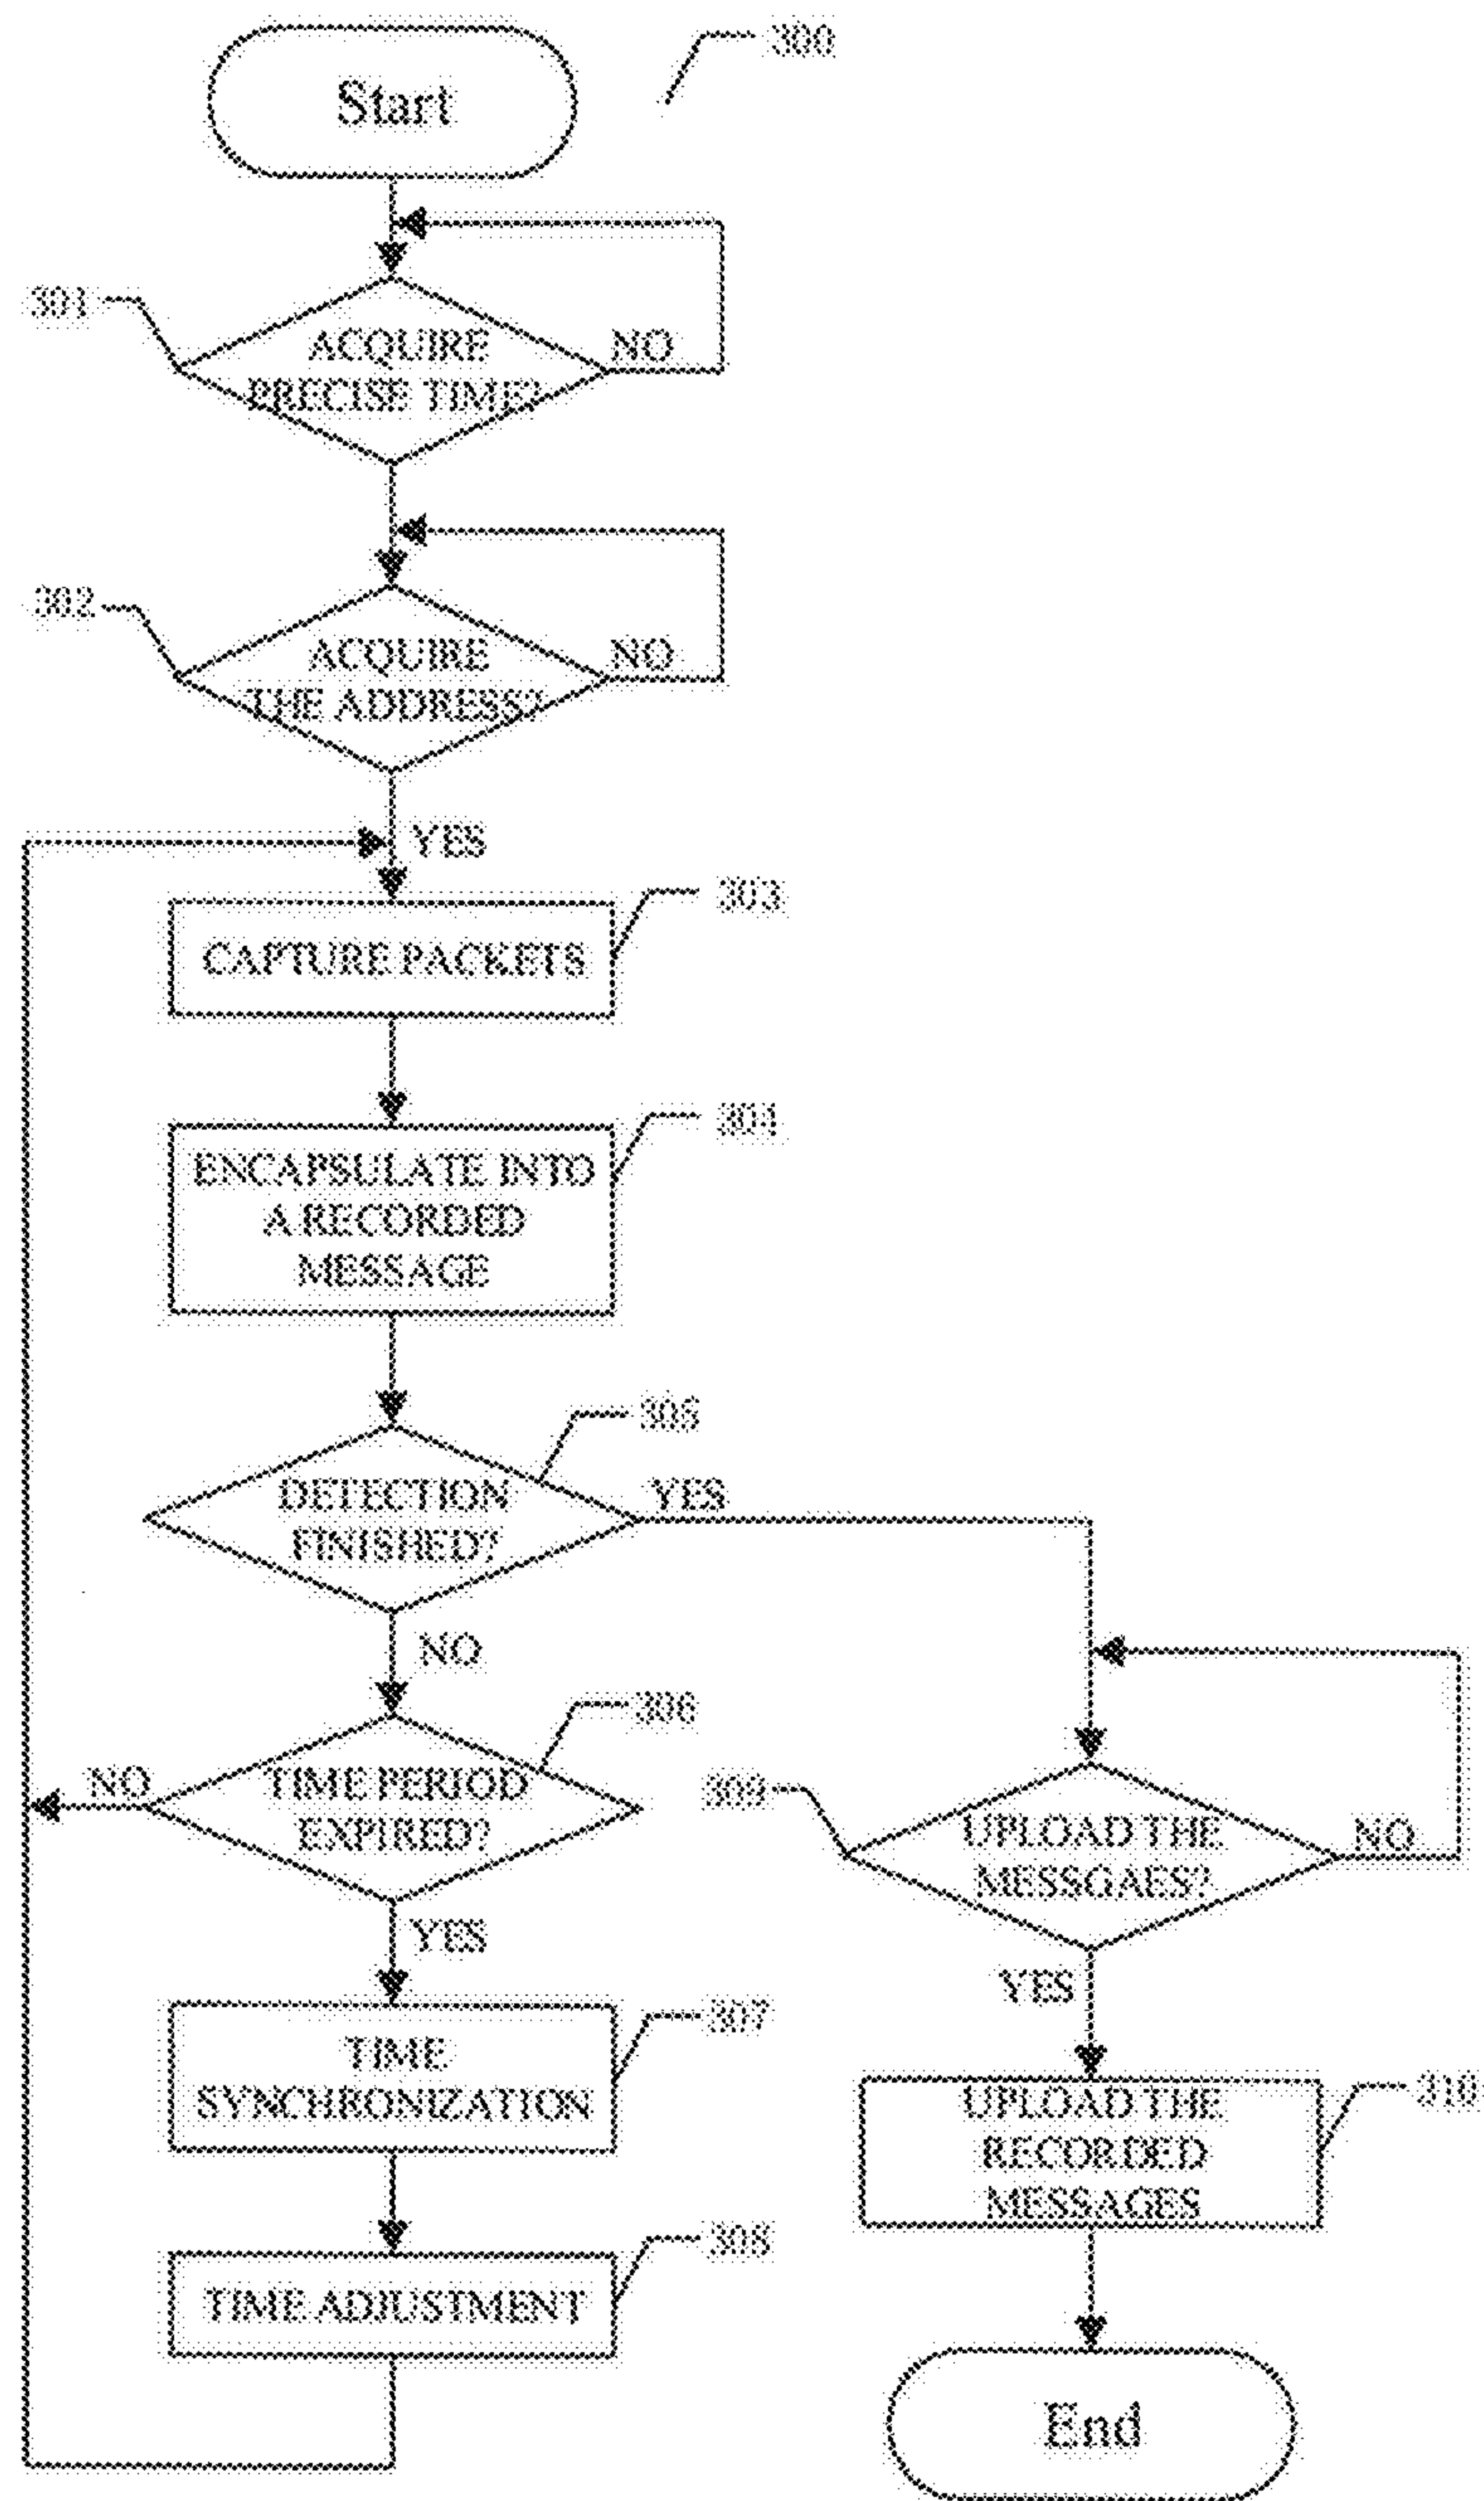 300
Start
301
ACQUIRE
PRECISE TIME?
NO
302
ACQUIRE
THE ADDRESS?
NO
YES
303
CAPTURE PACKETS
304
ENCAPSULATE INTO
A RECORDED
MESSAGE
305
DETECTION
FINISHED?
YES
NO
306
TIME PERIOD
EXPIRED?
NO
YES
309
UPLOAD THE
MESSGAES?
NO
YES
307
TIME
SYNCHRONIZATION
310
UPLOAD THE
RECORDED
MESSAGES
308
TIME ADJUSTMENT
End